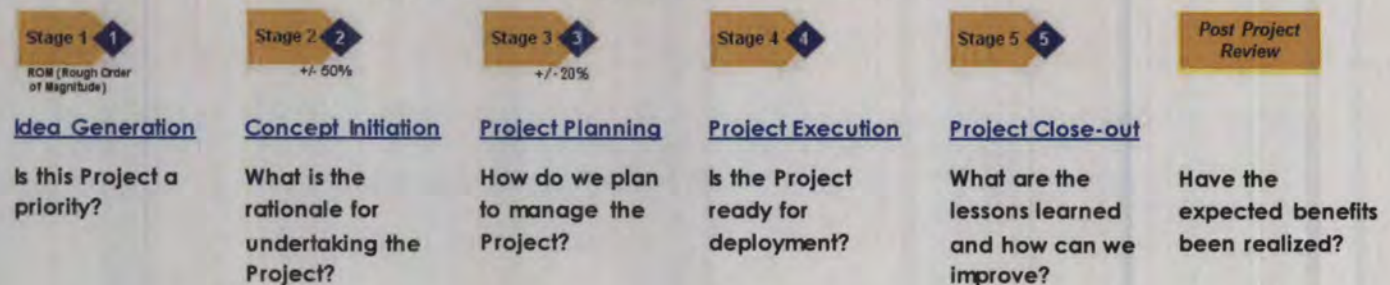 Stage 1 1
ROM (Rough Order
of Magnitude)
Idea Generation
Is this Project a
priority?
Stage 2 2
+/- 50%
Concept Initiation
What is the
rationale for
undertaking the
Project?
Stage 3 3
+/- 20%
Project Planning
How do we plan
to manage the
Project?
Stage 4 4
Project Execution
Is the Project
ready for
deployment?
Stage 5 5
Project Close-out
What are the
lessons learned
and how can we
improve?
Post Project
Review
Have the
expected benefits
been realized?